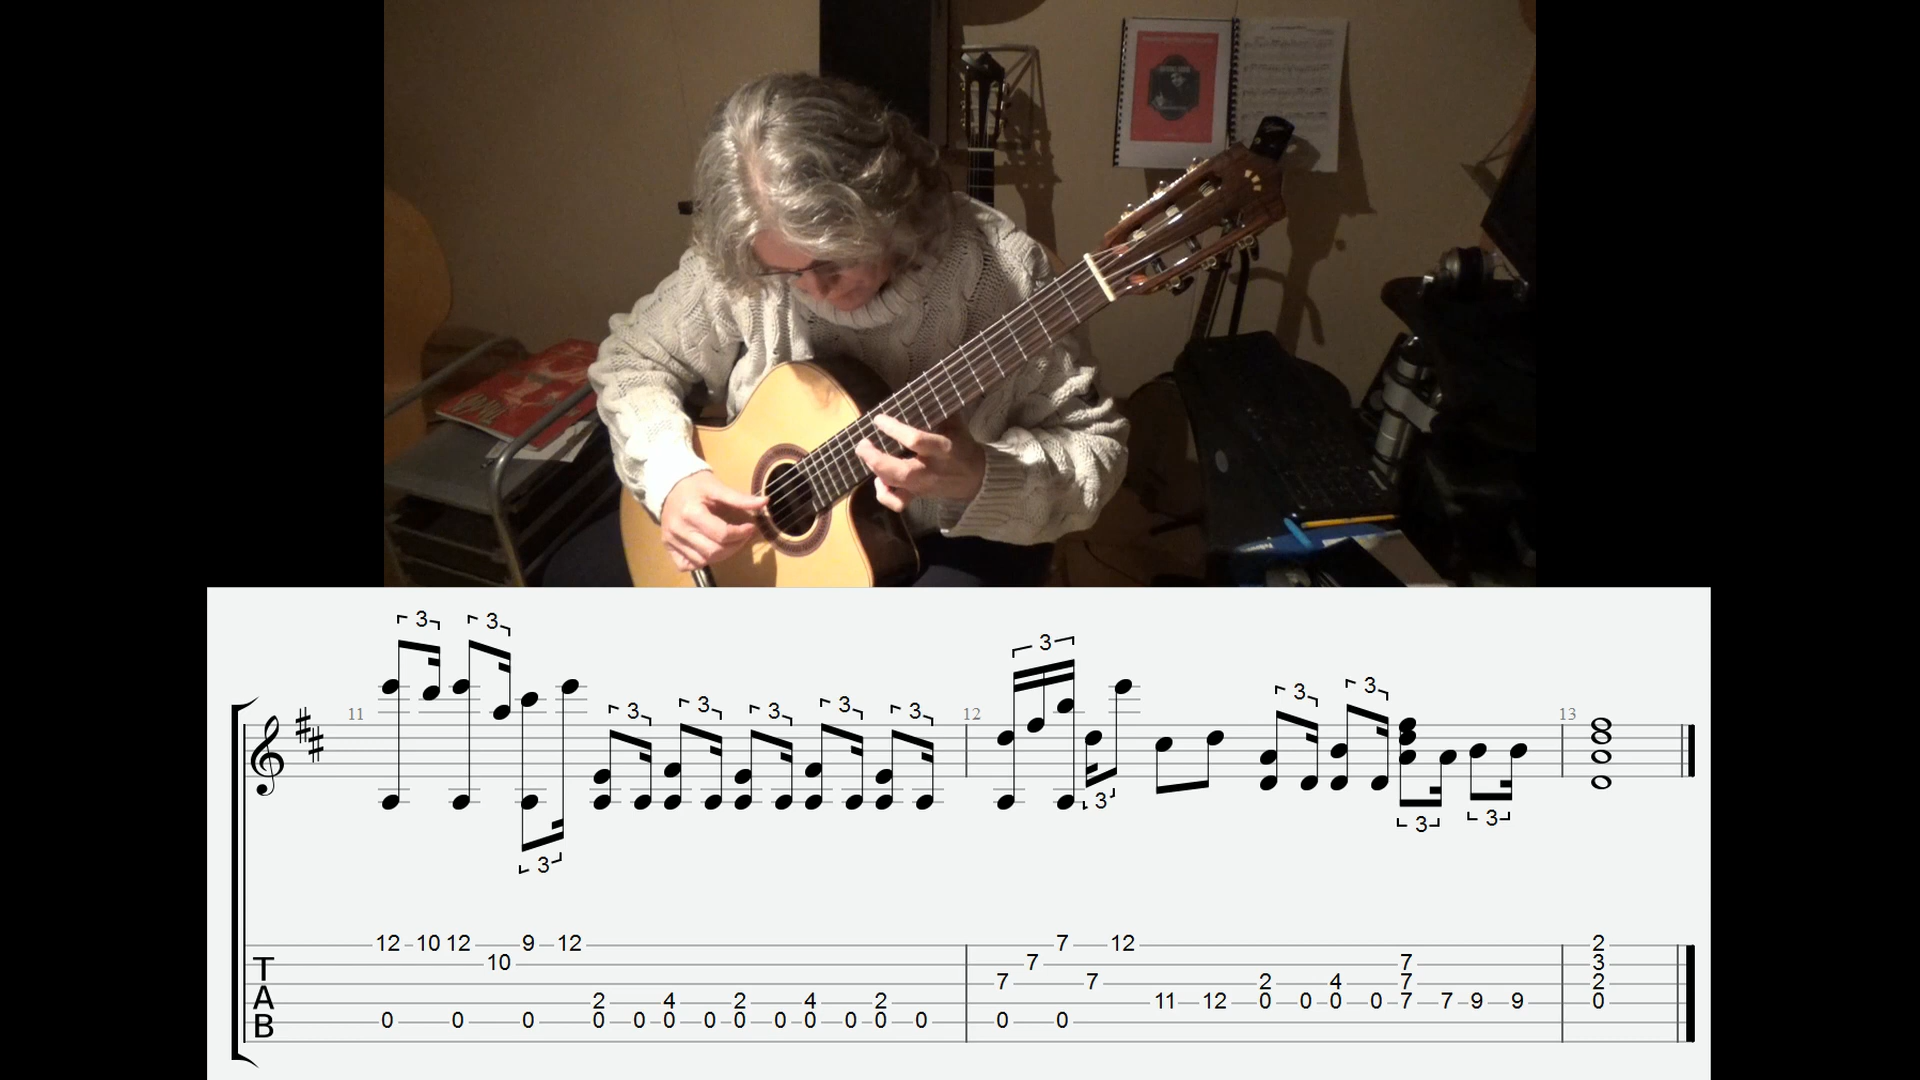 3 3 3
11 3 3 3 3 3 12 3 3 13
3 3 3 3
12 10 12 9 12 7 12 2
T 10 7 7 3
7 7 2 4 7 2
A 2 4 2 4 2 11 12 0 0 0 0 7 7 9 9 0
B 0 0 0 0 0 0 0 0 0 0 0 0 0 0 0